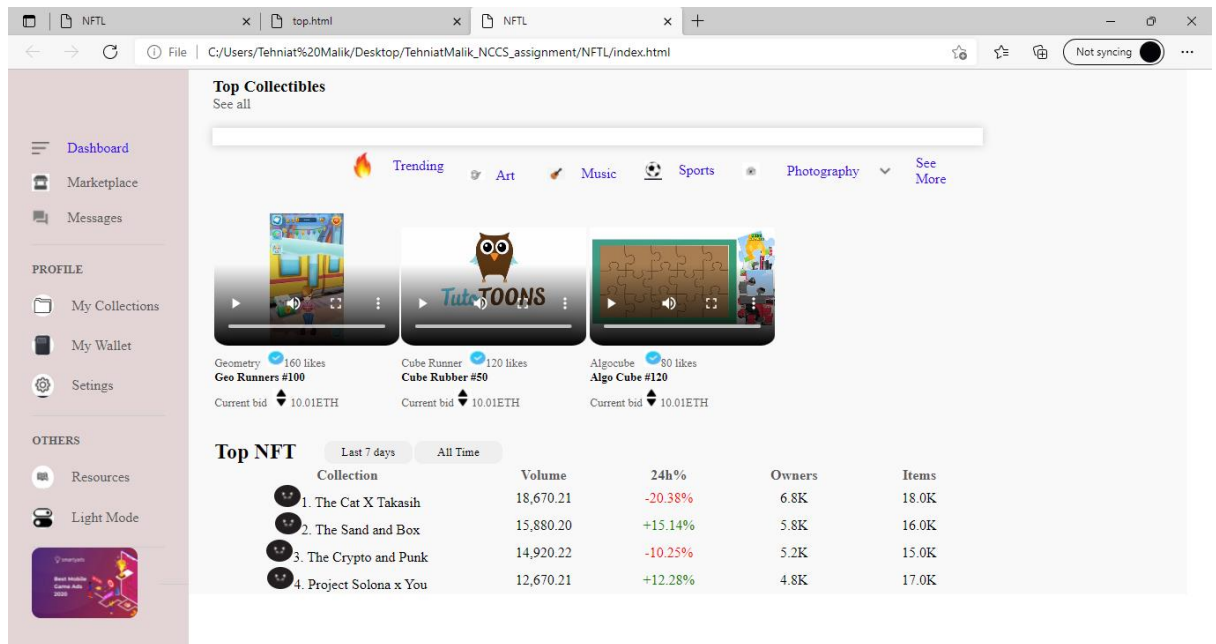 NFTL
top.html
NFTL
File C:/Users/Tehniat%20Malik/Desktop/TehniatMalik_NCCS_assignment/NFTL/index.html
Not syncing
Dashboard
Marketplace
Messages
PROFILE
My Collections
My Wallet
Setings
OTHERS
Resources
Light Mode
Best Mobile
Game Ads
2020
Top Collectibles
See all
Trending Art Music Sports Photography See
More
TutoTOONS
Geometry 160 likes
Geo Runners #100
Current bid 10.01ETH
Cube Runner 120 likes
Cube Rubber #50
Current bid 10.01ETH
Algocube 80 likes
Algo Cube #120
Current bid 10.01ETH
Top NFT Last 7 days All Time
Collection Volume 24h% Owners Items
1. The Cat X Takasih 18,670.21 -20.38% 6.8K 18.0K
2. The Sand and Box 15,880.20 +15.14% 5.8K 16.0K
3. The Crypto and Punk 14,920.22 -10.25% 5.2K 15.0K
4. Project Solona x You 12,670.21 +12.28% 4.8K 17.0K